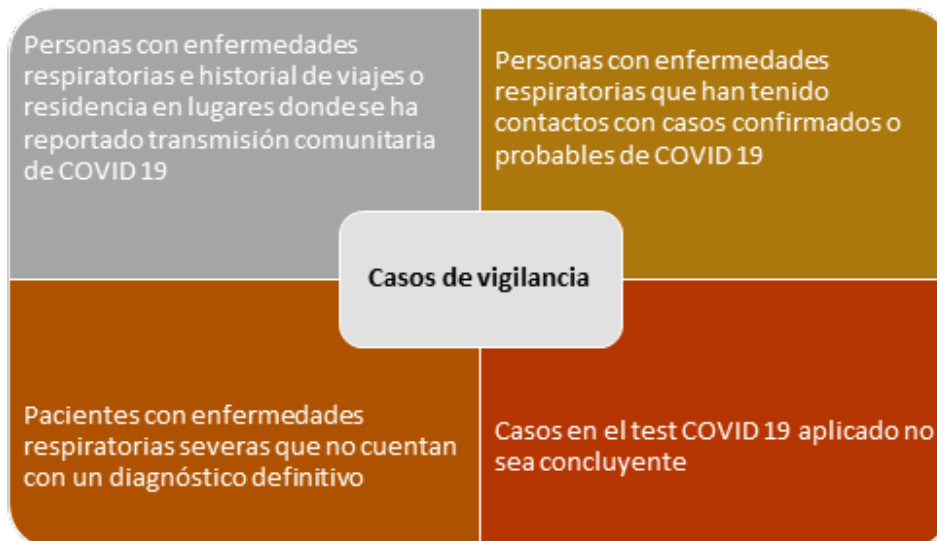 Personas con enfermedades
respiratorias e historial de viajes o
residencia en lugares donde se ha
reportado transmisión comunitaria
de COVID 19
Personas con enfermedades
respiratorias que han tenido
contactos con casos confirmados o
probables de COVID 19
Casos de vigilancia
Pacientes con enfermedades
respiratorias severas que no cuentan
con un diagnóstico definitivo
Casos en el test COVID 19 aplicado no
sea concluyente